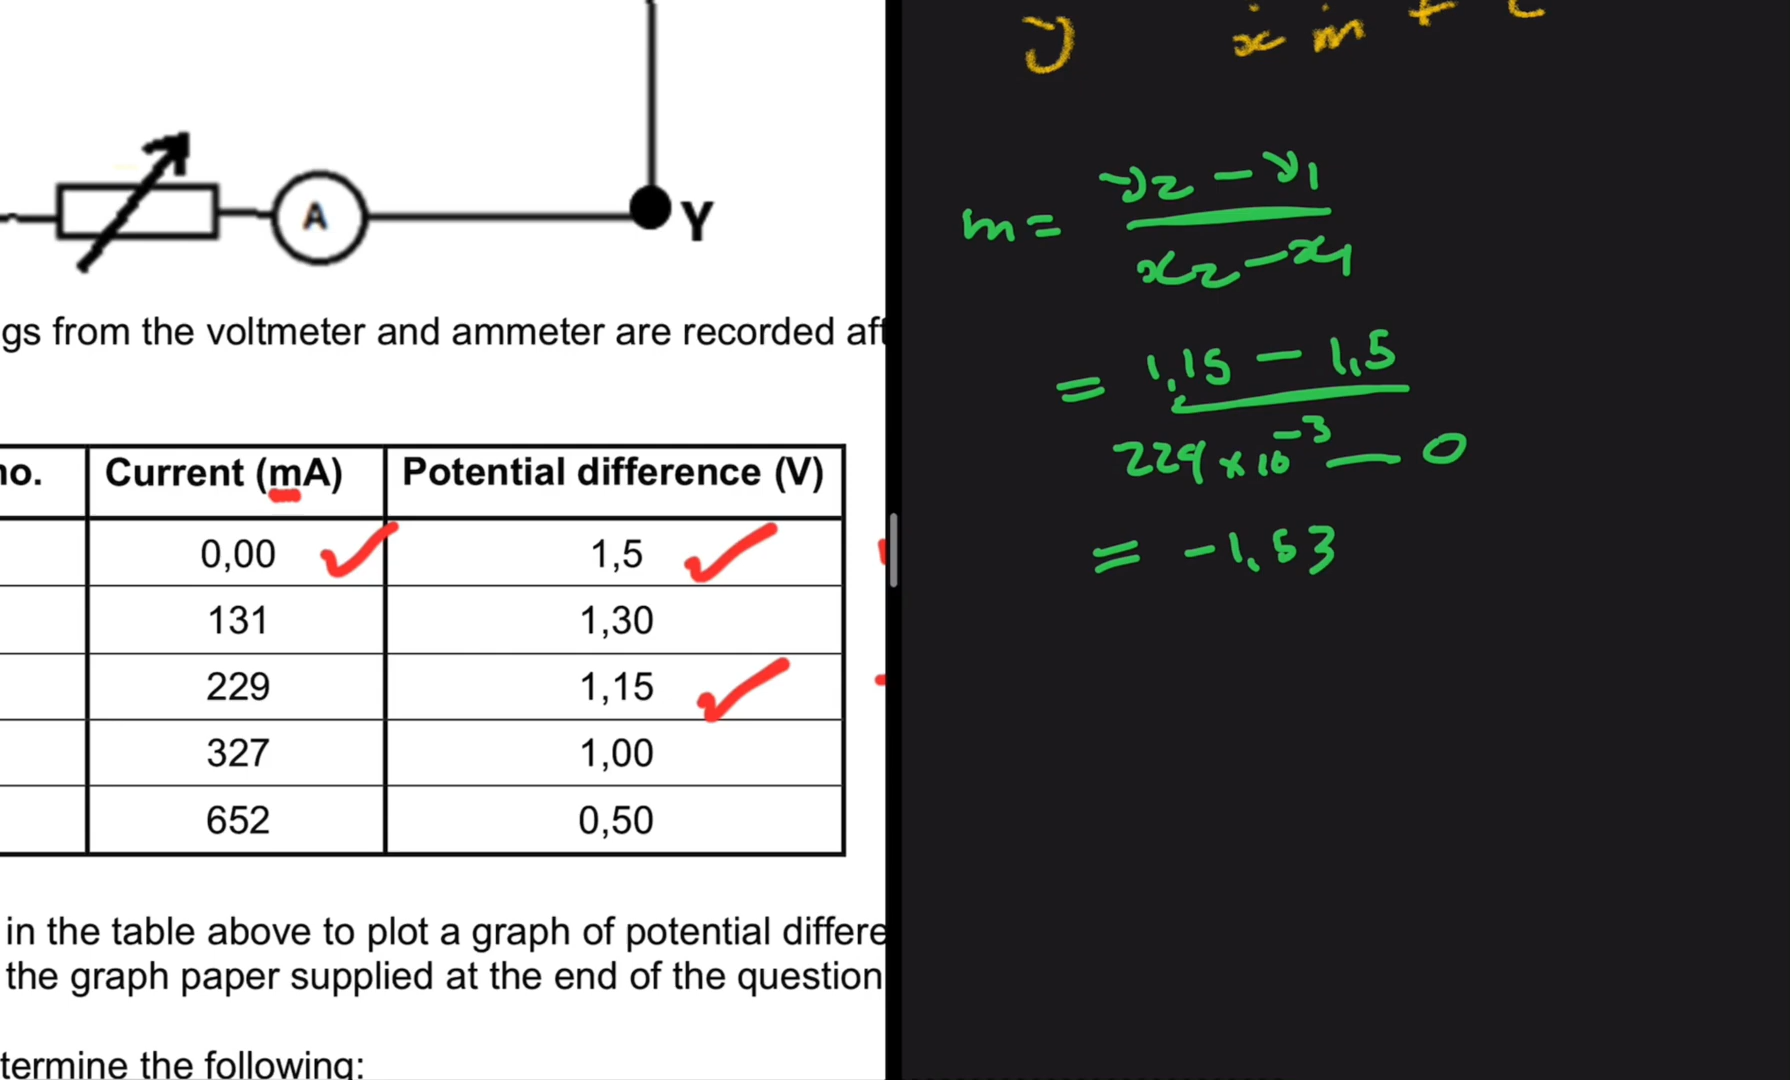 A
Y
gs from the voltmeter and ammeter are recorded aft
no. Current (mA) Potential difference (V)
0,00 1,5
131 1,30
229 1,15
327 1,00
652 0,50
in the table above to plot a graph of potential differe
the graph paper supplied at the end of the question
termine the following:
y x m + c
m = y2 - y1 / x2 - x1
= 1,15 - 1,5 / 229 x 10^-3 - 0
= -1,53